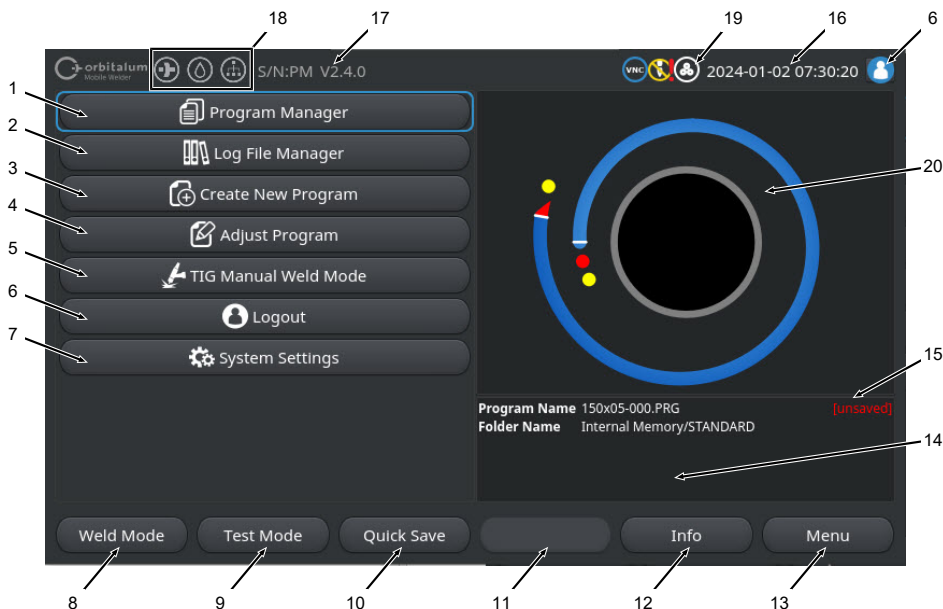 18 17 19 16 6
orbitalum
Mobile Welder
S/N:PM V2.4.0
VNC
2024-01-02 07:30:20
1
Program Manager
2
Log File Manager
3
Create New Program
20
4
Adjust Program
5
TIG Manual Weld Mode
6
Logout
7
System Settings
15
Program Name 150x05-000.PRG [unsaved]
Folder Name Internal Memory/STANDARD
14
Weld Mode Test Mode Quick Save Info Menu
8 9 10 11 12 13